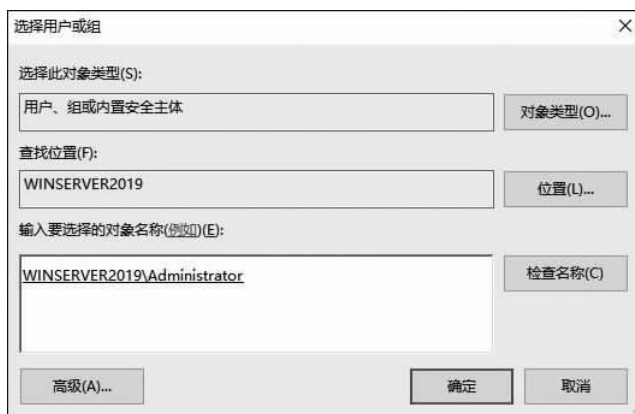 选择用户或组
选择此对象类型(S):
用户、组或内置安全主体
对象类型(O)...
查找位置(F):
WINSERVER2019
位置(L)...
输入要选择的对象名称(例如)(E):
WINSERVER2019\Administrator
检查名称(C)
高级(A)...
确定
取消